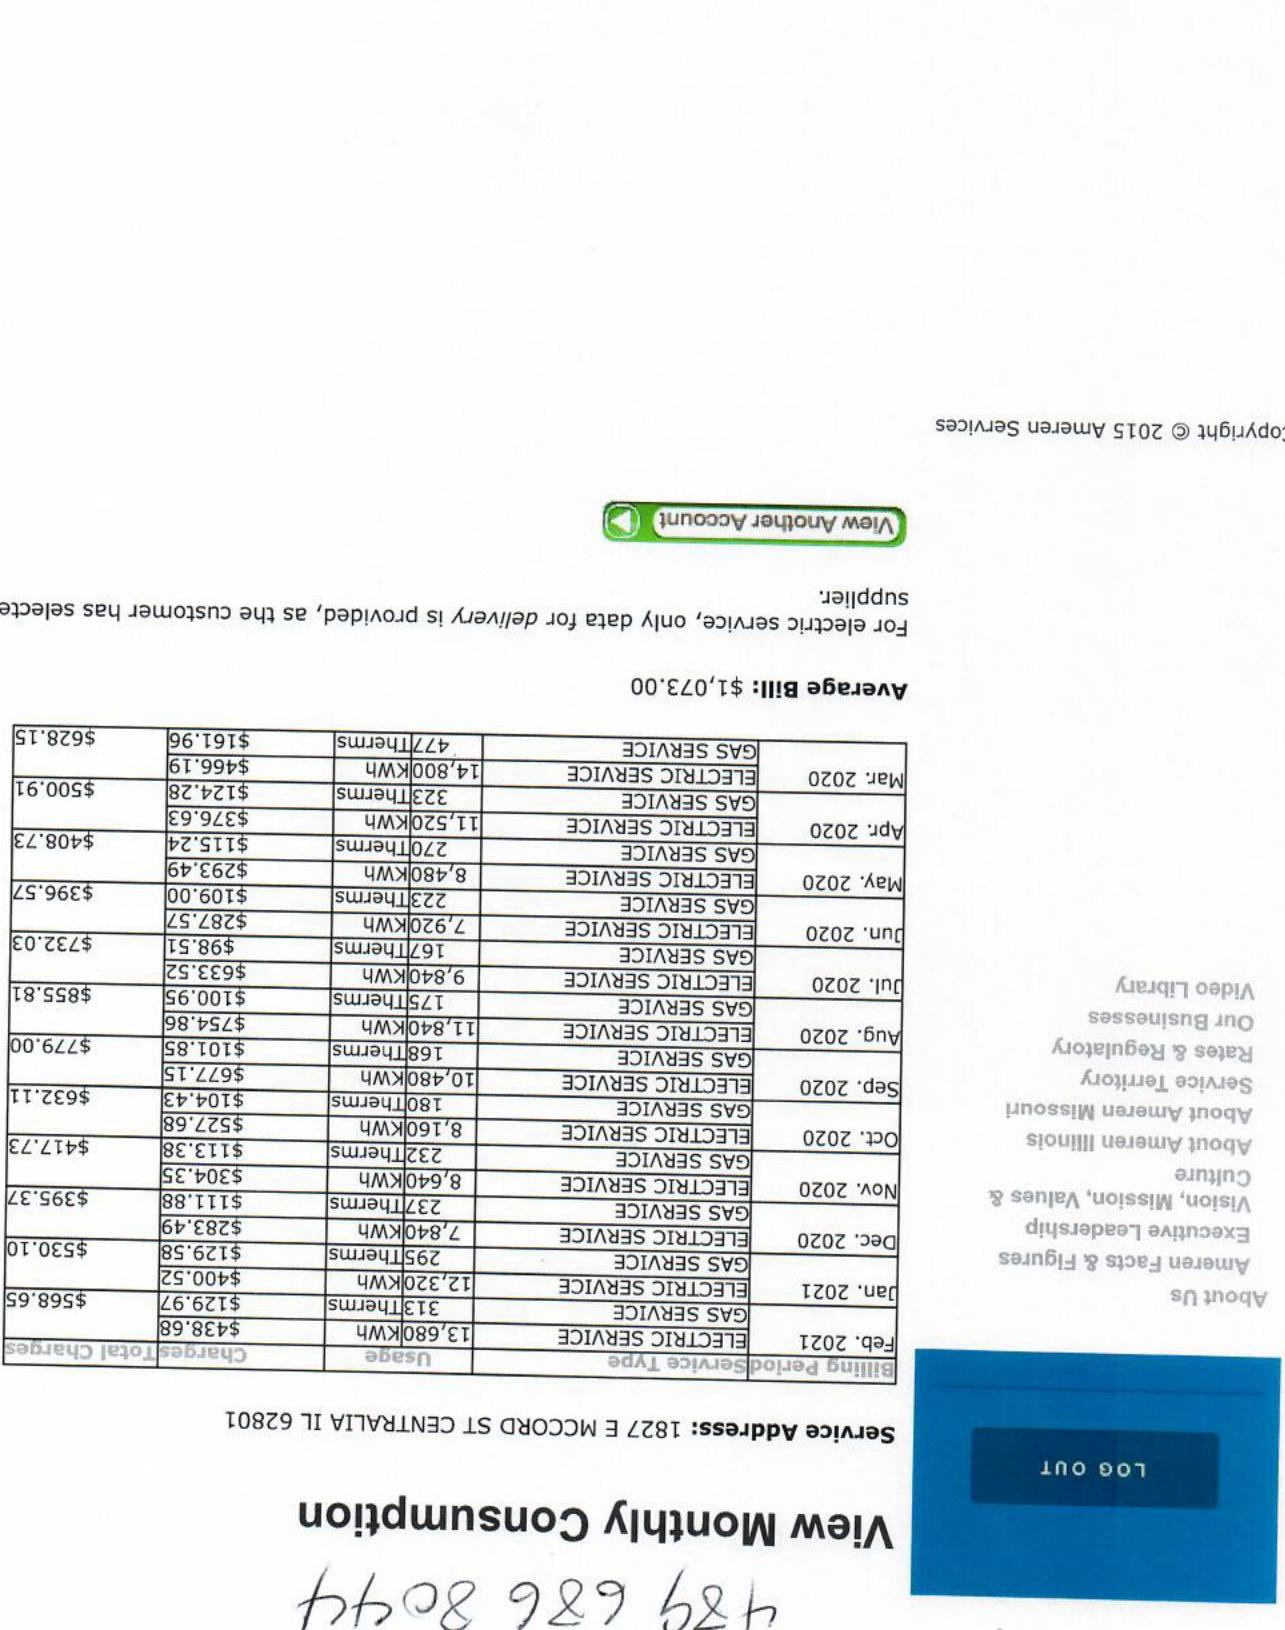 489 686 8044
View Monthly Consumption
LOG OUT
Service Address: 1827 E MCCORD ST CENTRALIA IL 62801
About Us
Ameren Facts & Figures
Executive Leadership
Vision, Mission, Values &
Culture
About Ameren Illinois
About Ameren Missouri
Service Territory
Rates & Regulatory
Our Businesses
Video Library
Billing Period Service Type Usage Charges Total Charges
Feb. 2021 ELECTRIC SERVICE 13,680 KWh $438.68 $568.65
GAS SERVICE 313 Therms $129.97
Jan. 2021 ELECTRIC SERVICE 12,320 KWh $400.52 $530.10
GAS SERVICE 295 Therms $129.58
Dec. 2020 ELECTRIC SERVICE 7,840 KWh $283.49 $395.37
GAS SERVICE 237 Therms $111.88
Nov. 2020 ELECTRIC SERVICE 8,640 KWh $304.35 $417.73
GAS SERVICE 232 Therms $113.38
Oct. 2020 ELECTRIC SERVICE 8,160 KWh $527.68 $632.11
GAS SERVICE 180 Therms $104.43
Sep. 2020 ELECTRIC SERVICE 10,480 KWh $677.15 $779.00
GAS SERVICE 168 Therms $101.85
Aug. 2020 ELECTRIC SERVICE 11,840 KWh $754.86 $855.81
GAS SERVICE 175 Therms $100.95
Jul. 2020 ELECTRIC SERVICE 9,840 KWh $633.52 $732.03
GAS SERVICE 167 Therms $98.51
Jun. 2020 ELECTRIC SERVICE 7,920 KWh $287.57 $396.57
GAS SERVICE 223 Therms $109.00
May. 2020 ELECTRIC SERVICE 8,480 KWh $293.49 $408.73
GAS SERVICE 270 Therms $115.24
Apr. 2020 ELECTRIC SERVICE 11,520 KWh $376.63 $500.91
GAS SERVICE 323 Therms $124.28
Mar. 2020 ELECTRIC SERVICE 14,800 KWh $466.19 $628.15
GAS SERVICE 477 Therms $161.96
Average Bill: $1,073.00
For electric service, only data for delivery is provided, as the customer has selecte
supplier.
View Another Account
opyright © 2015 Ameren Services